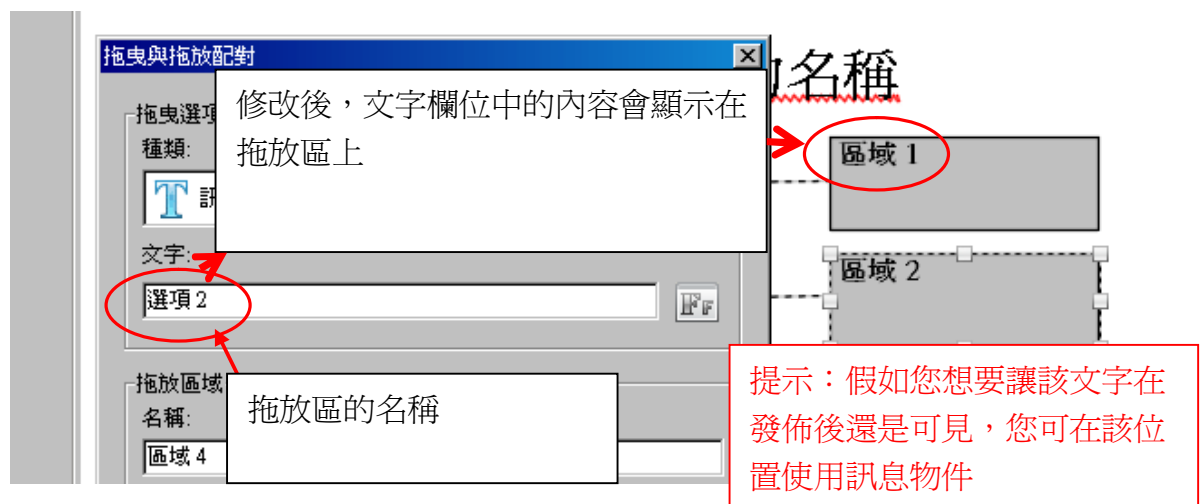 拖曳與拖放配對
名稱
修改後，文字欄位中的內容會顯示在
拖放區上
拖曳選項
種類:
區域 1
文字:
區域 2
選項 2
拖放區域
拖放區的名稱
名稱:
區域 4
提示：假如您想要讓該文字在
發佈後還是可見，您可在該位
置使用訊息物件